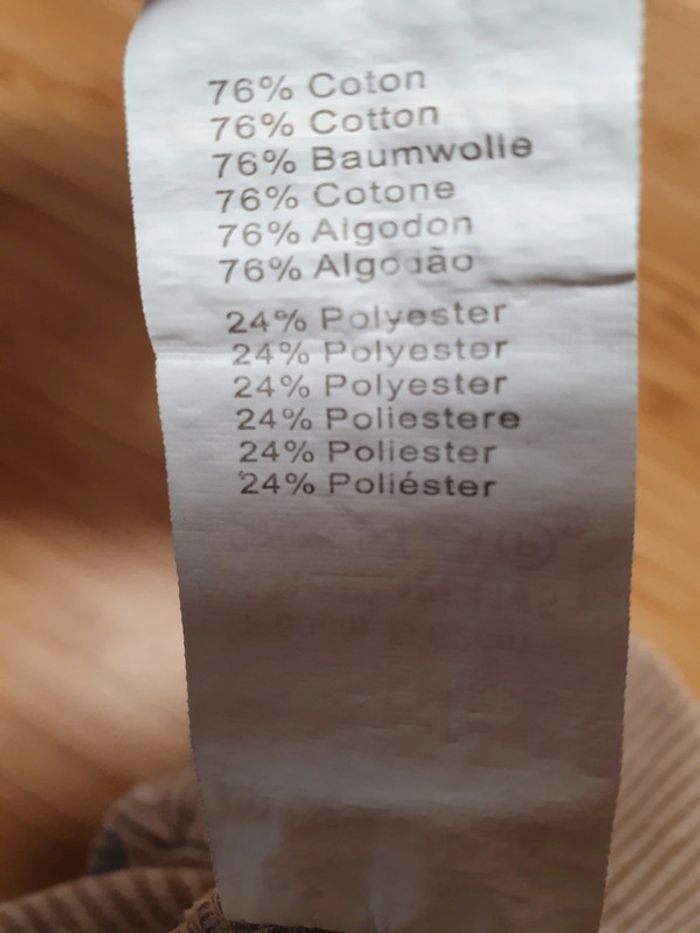 76% Coton
76% Cotton
76% Baumwolle
76% Cotone
76% Algodon
76% Algodão
24% Polyester
24% Polyester
24% Polyester
24% Poliestere
24% Poliester
24% Poliéster